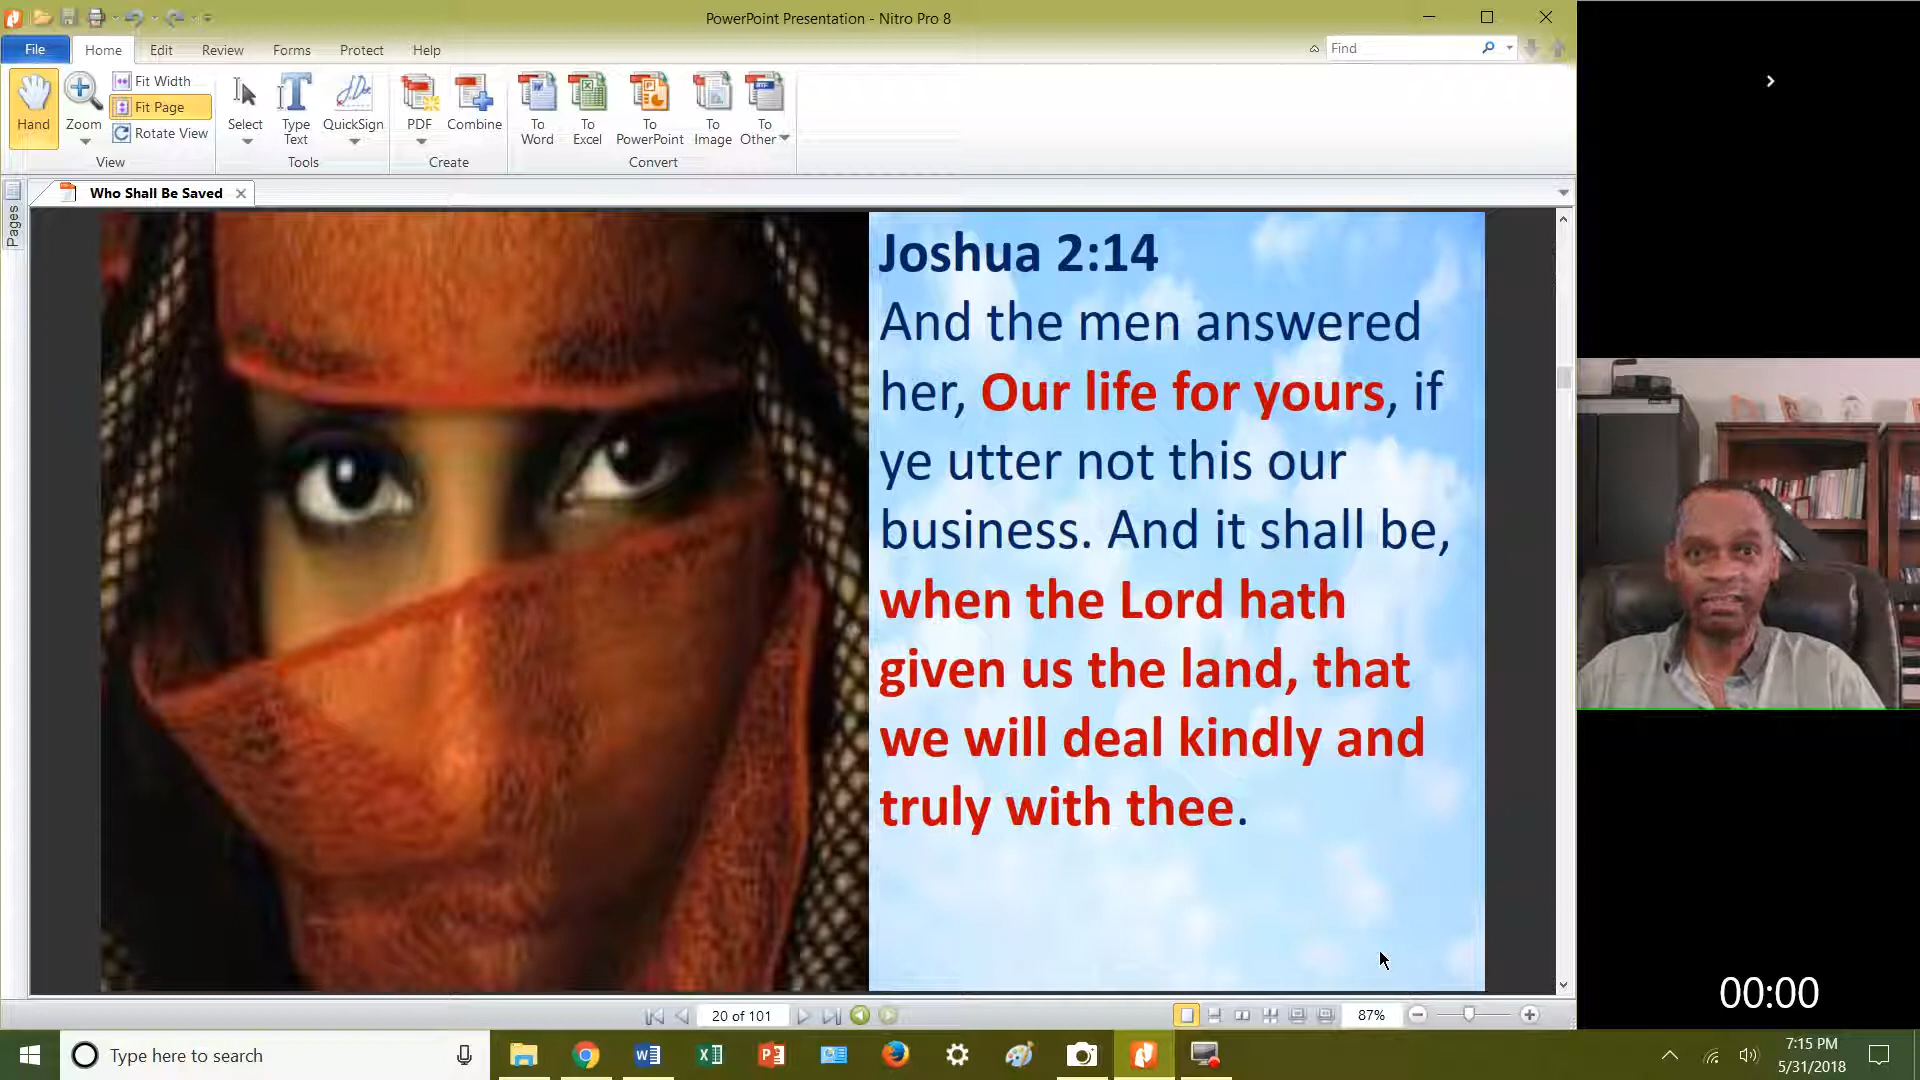 PowerPoint Presentation - Nitro Pro 8
File
Home
Edit
Review
Forms
Protect
Help
Find
Hand
Zoom
Fit Width
Fit Page
Rotate View
View
Select
Type
Text
QuickSign
Tools
PDF
Combine
Create
To
Word
To
Excel
To
PowerPoint
To
Image
To
Other
Convert
Pages
Who Shall Be Saved
Joshua 2:14
And the men answered
her, Our life for yours, if
ye utter not this our
business. And it shall be,
when the Lord hath
given us the land, that
we will deal kindly and
truly with thee.
00:00
20 of 101
87%
Type here to search
7:15 PM
5/31/2018